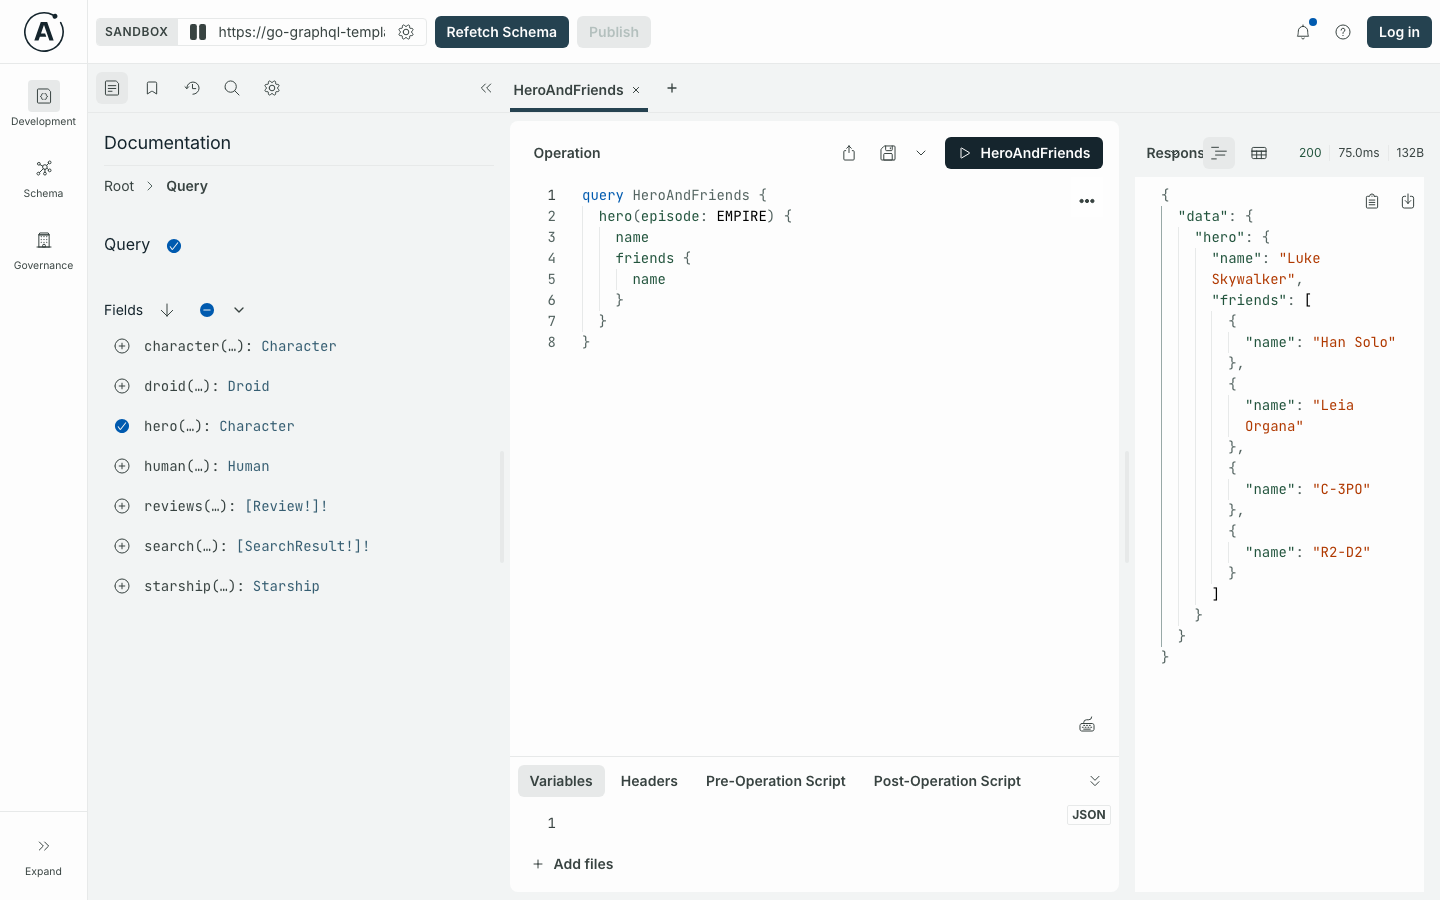 SANDBOX
https://go-graphql-templ
Refetch Schema
Publish
Log in
Development
Schema
Governance
Expand
Documentation
Root > Query
Query
Fields
character(…): Character
droid(…): Droid
hero(…): Character
human(…): Human
reviews(…): [Review!]!
search(…): [SearchResult!]!
starship(…): Starship
HeroAndFriends
Operation
HeroAndFriends
1 query HeroAndFriends {
2 hero(episode: EMPIRE) {
3 name
4 friends {
5 name
6 }
7 }
8 }
Variables
Headers
Pre-Operation Script
Post-Operation Script
1
JSON
+ Add files
Respons
200
75.0ms
132B
{
"data": {
"hero": {
"name": "Luke
Skywalker",
"friends": [
{
"name": "Han Solo"
},
{
"name": "Leia
Organa"
},
{
"name": "C-3PO"
},
{
"name": "R2-D2"
}
]
}
}
}